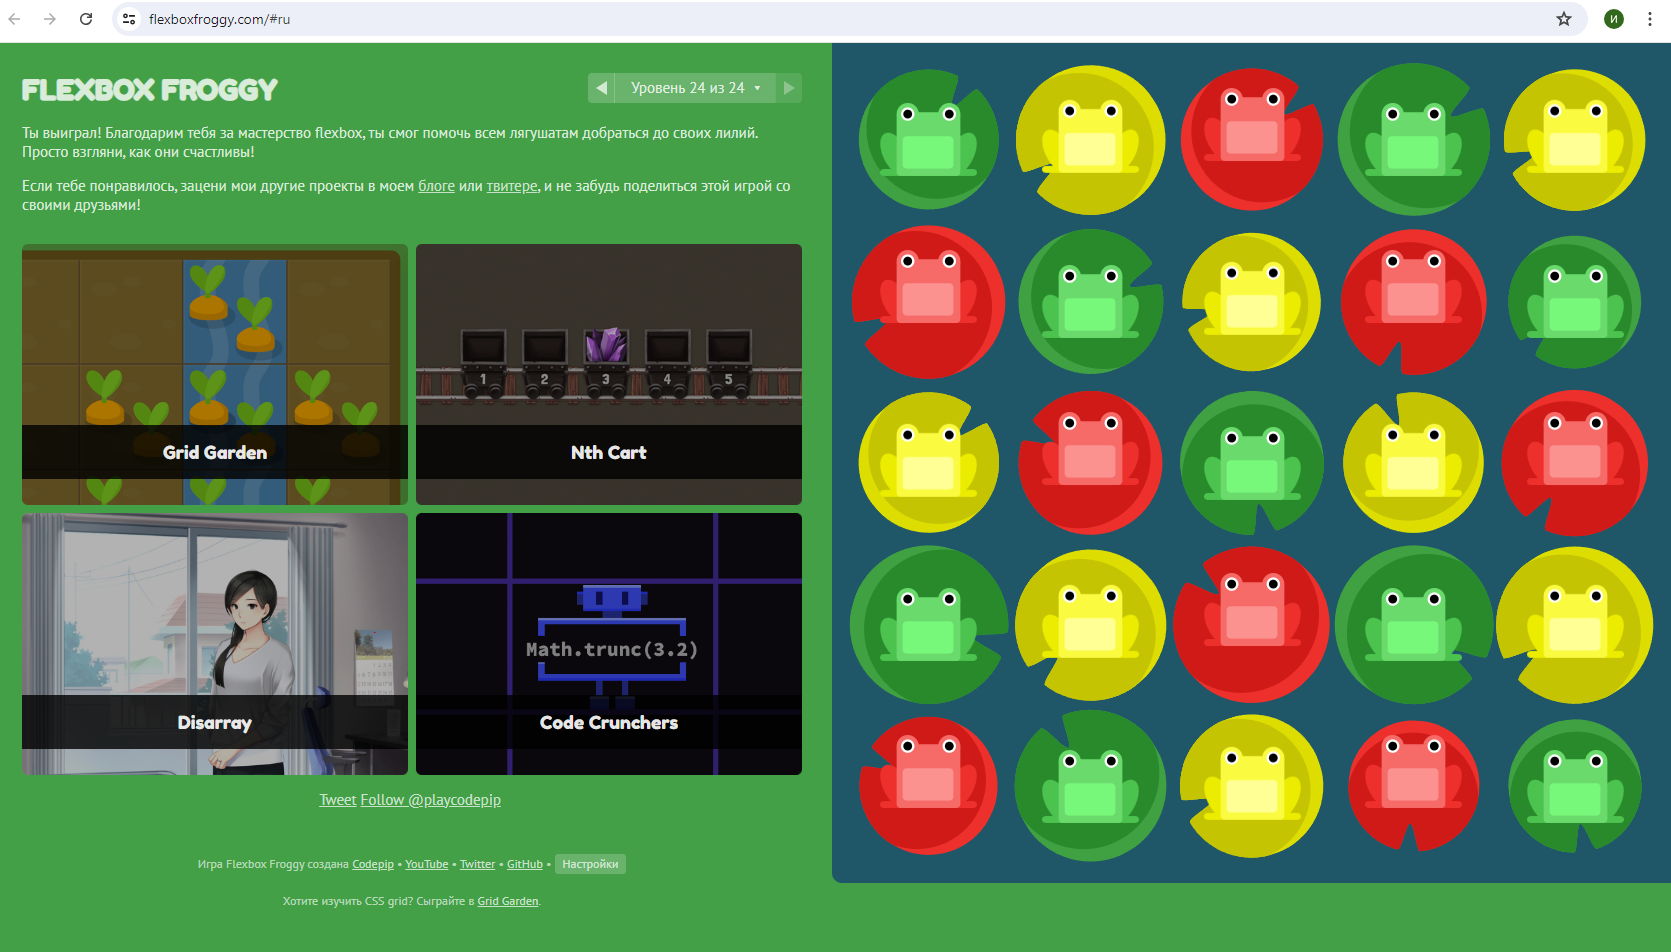 flexboxfroggy.com/#ru
И
FLEXBOX FROGGY
Уровень 24 из 24
Ты выиграл! Благодарим тебя за мастерство flexbox, ты смог помочь всем лягушатам добраться до своих лилий.
Просто взгляни, как они счастливы!
Если тебе понравилось, зацени мои другие проекты в моем блоге или твитере, и не забудь поделиться этой игрой со
своими друзьями!
Grid Garden
1 2 3 4 5
Nth Cart
Disarray
Math.trunc(3.2)
Code Crunchers
Tweet Follow @playcodepip
Игра Flexbox Froggy создана Codepip • YouTube • Twitter • GitHub • Настройки
Хотите изучить CSS grid? Сыграйте в Grid Garden.